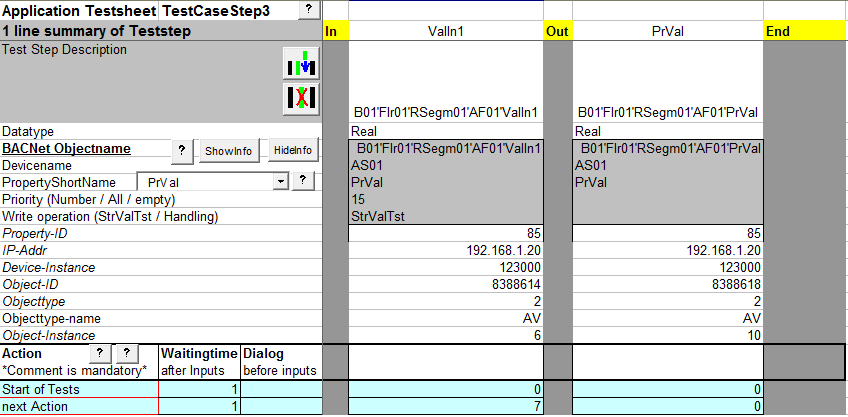 Application Testsheet TestCaseStep3 ?
1 line summary of Teststep In ValIn1 Out PrVal End
Test Step Description
B01'Flr01'RSegm01'AF01'ValIn1 B01'Flr01'RSegm01'AF01'PrVal
Datatype Real Real
BACNet Objectname ? ShowInfo HideInfo B01'Flr01'RSegm01'AF01'ValIn1 B01'Flr01'RSegm01'AF01'PrVal
Devicename AS01 AS01
PropertyShortName PrVal ? PrVal PrVal
Priority (Number / All / empty) 15
Write operation (StrValTst / Handling) StrValTst
Property-ID 85 85
IP-Addr 192.168.1.20 192.168.1.20
Device-Instance 123000 123000
Object-ID 8388614 8388618
Objecttype 2 2
Objecttype-name AV AV
Object-Instance 6 10
Action ? ? Waitingtime Dialog
*Comment is mandatory* after Inputs before inputs
Start of Tests 1 0 0
next Action 1 7 0